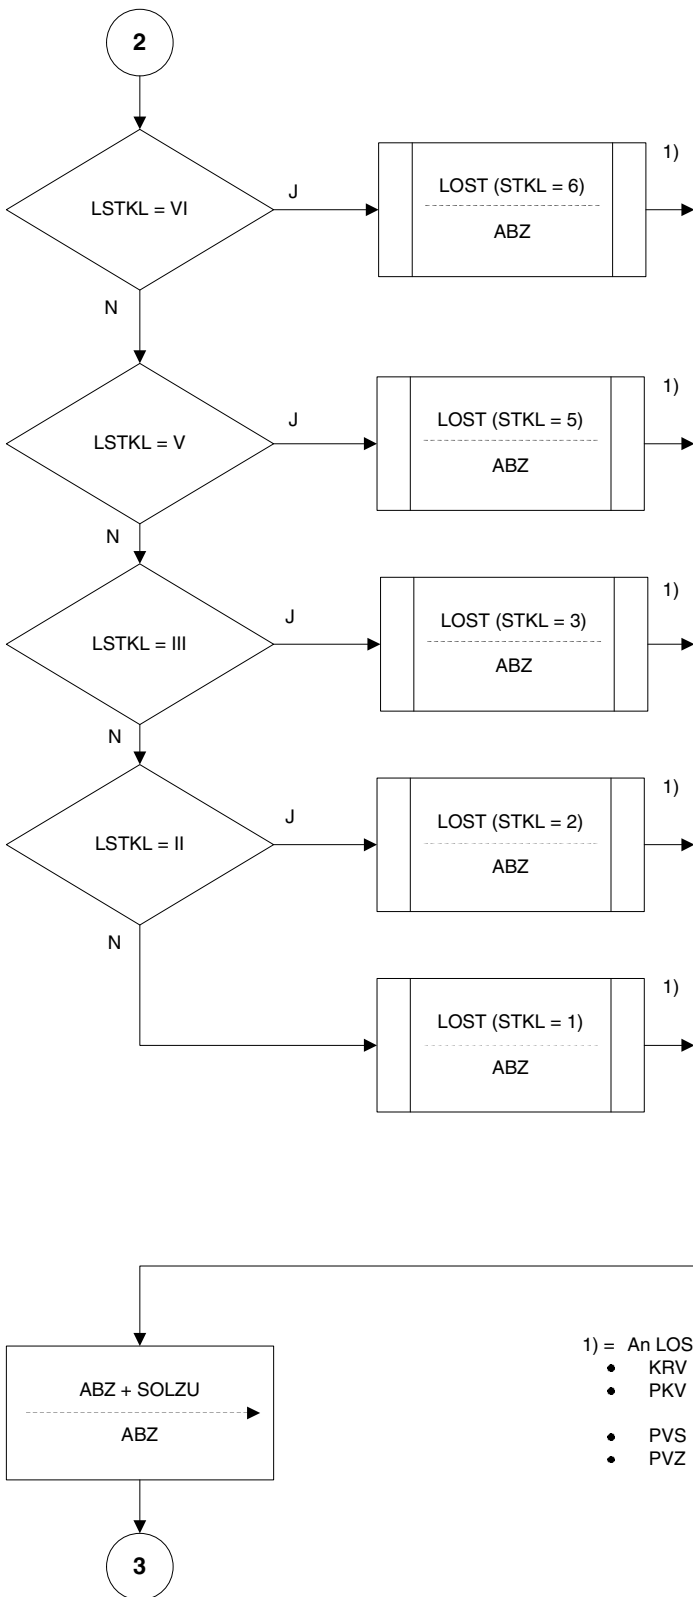 2
LSTKL = VI
J
LOST (STKL = 6)
ABZ
1)
N
LSTKL = V
J
LOST (STKL = 5)
ABZ
1)
N
LSTKL = III
J
LOST (STKL = 3)
ABZ
1)
N
LSTKL = II
J
LOST (STKL = 2)
ABZ
1)
N
LOST (STKL = 1)
ABZ
1)
ABZ + SOLZU
ABZ
1) = An LOS
• KRV
• PKV
• PVS
• PVZ
3